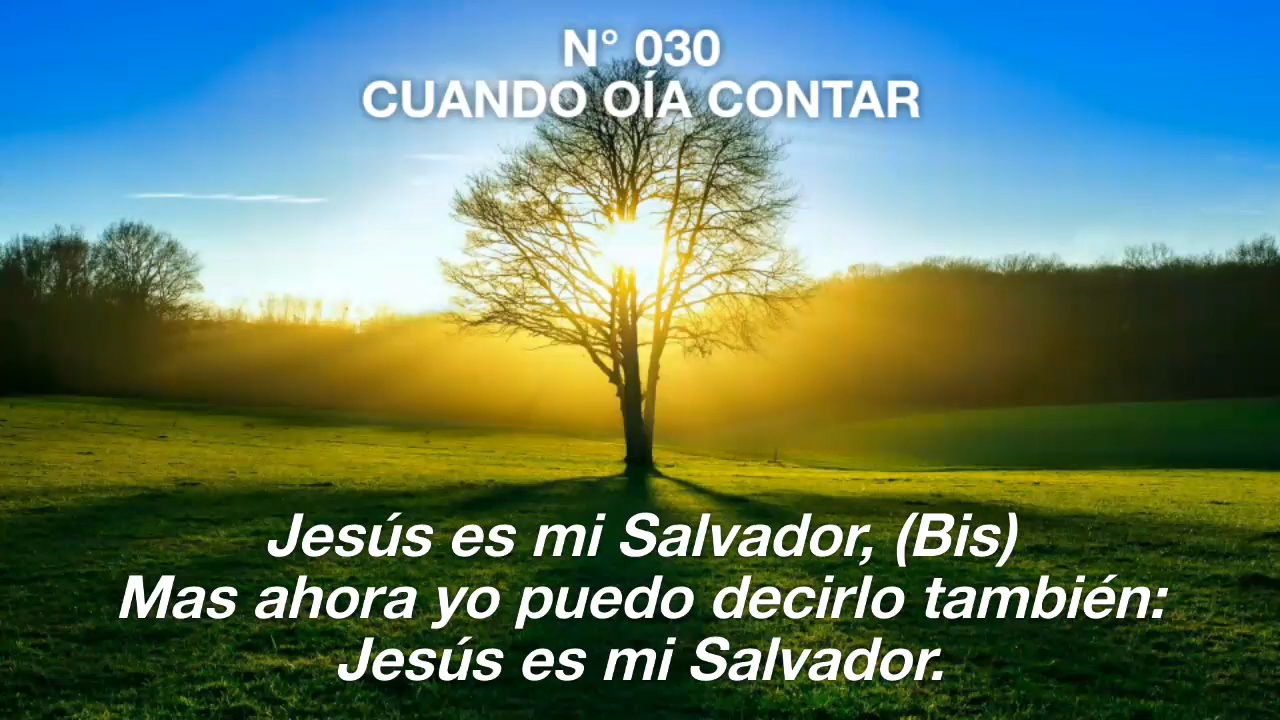 N° 030
CUANDO OÍA CONTAR
Jesús es mi Salvador, (Bis)
Mas ahora yo puedo decirlo también:
Jesús es mi Salvador.